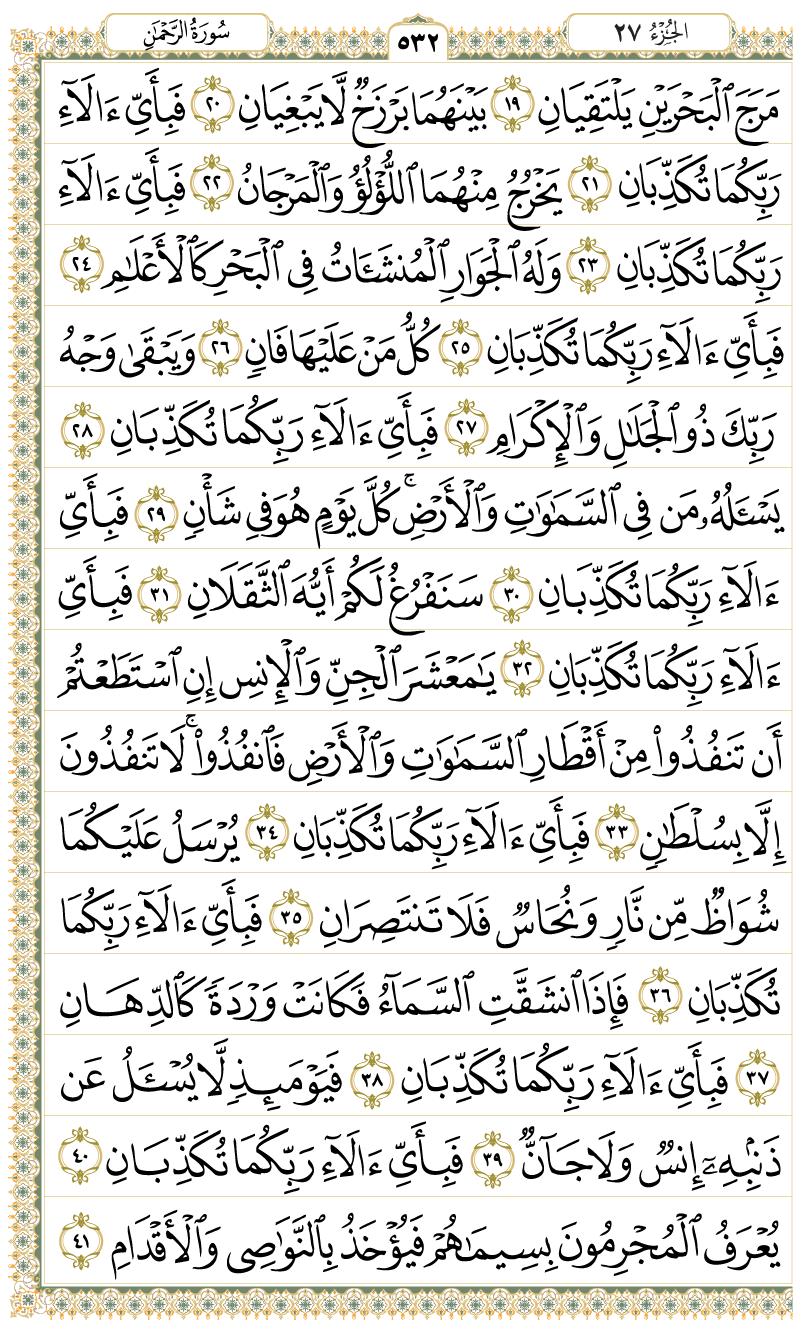 الجُزْءُ ٢٧
٥٣٢
سُورَةُ الرَّحْمَٰنِ
مَرَجَ ٱلْبَحْرَيْنِ يَلْتَقِيَانِ ١٩ بَيْنَهُمَا بَرْزَخٌ لَّا يَبْغِيَانِ ٢٠ فَبِأَىِّ ءَالَآءِ
رَبِّكُمَا تُكَذِّبَانِ ٢١ يَخْرُجُ مِنْهُمَا ٱللُّؤْلُؤُ وَٱلْمَرْجَانُ ٢٢ فَبِأَىِّ ءَالَآءِ
رَبِّكُمَا تُكَذِّبَانِ ٢٣ وَلَهُ ٱلْجَوَارِ ٱلْمُنشَـَٔاتُ فِى ٱلْبَحْرِ كَٱلْأَعْلَٰمِ ٢٤
فَبِأَىِّ ءَالَآءِ رَبِّكُمَا تُكَذِّبَانِ ٢٥ كُلُّ مَنْ عَلَيْهَا فَانٍ ٢٦ وَيَبْقَىٰ وَجْهُ
رَبِّكَ ذُو ٱلْجَلَٰلِ وَٱلْإِكْرَامِ ٢٧ فَبِأَىِّ ءَالَآءِ رَبِّكُمَا تُكَذِّبَانِ ٢٨
يَسْـَٔلُهُۥ مَن فِى ٱلسَّمَٰوَٰتِ وَٱلْأَرْضِ ۚ كُلَّ يَوْمٍ هُوَ فِى شَأْنٍ ٢٩ فَبِأَىِّ
ءَالَآءِ رَبِّكُمَا تُكَذِّبَانِ ٣٠ سَنَفْرُغُ لَكُمْ أَيُّهَ ٱلثَّقَلَانِ ٣١ فَبِأَىِّ
ءَالَآءِ رَبِّكُمَا تُكَذِّبَانِ ٣٢ يَٰمَعْشَرَ ٱلْجِنِّ وَٱلْإِنسِ إِنِ ٱسْتَطَعْتُمْ
أَن تَنفُذُوا۟ مِنْ أَقْطَارِ ٱلسَّمَٰوَٰتِ وَٱلْأَرْضِ فَٱنفُذُوا۟ ۚ لَا تَنفُذُونَ
إِلَّا بِسُلْطَٰنٍ ٣٣ فَبِأَىِّ ءَالَآءِ رَبِّكُمَا تُكَذِّبَانِ ٣٤ يُرْسَلُ عَلَيْكُمَا
شُوَاظٌ مِّن نَّارٍ وَنُحَاسٌ فَلَا تَنتَصِرَانِ ٣٥ فَبِأَىِّ ءَالَآءِ رَبِّكُمَا
تُكَذِّبَانِ ٣٦ فَإِذَا ٱنشَقَّتِ ٱلسَّمَآءُ فَكَانَتْ وَرْدَةً كَٱلدِّهَانِ
٣٧ فَبِأَىِّ ءَالَآءِ رَبِّكُمَا تُكَذِّبَانِ ٣٨ فَيَوْمَئِذٍ لَّا يُسْـَٔلُ عَن
ذَنۢبِهِۦٓ إِنسٌ وَلَا جَآنٌّ ٣٩ فَبِأَىِّ ءَالَآءِ رَبِّكُمَا تُكَذِّبَانِ ٤٠
يُعْرَفُ ٱلْمُجْرِمُونَ بِسِيمَٰهُمْ فَيُؤْخَذُ بِٱلنَّوَٰصِى وَٱلْأَقْدَامِ ٤١